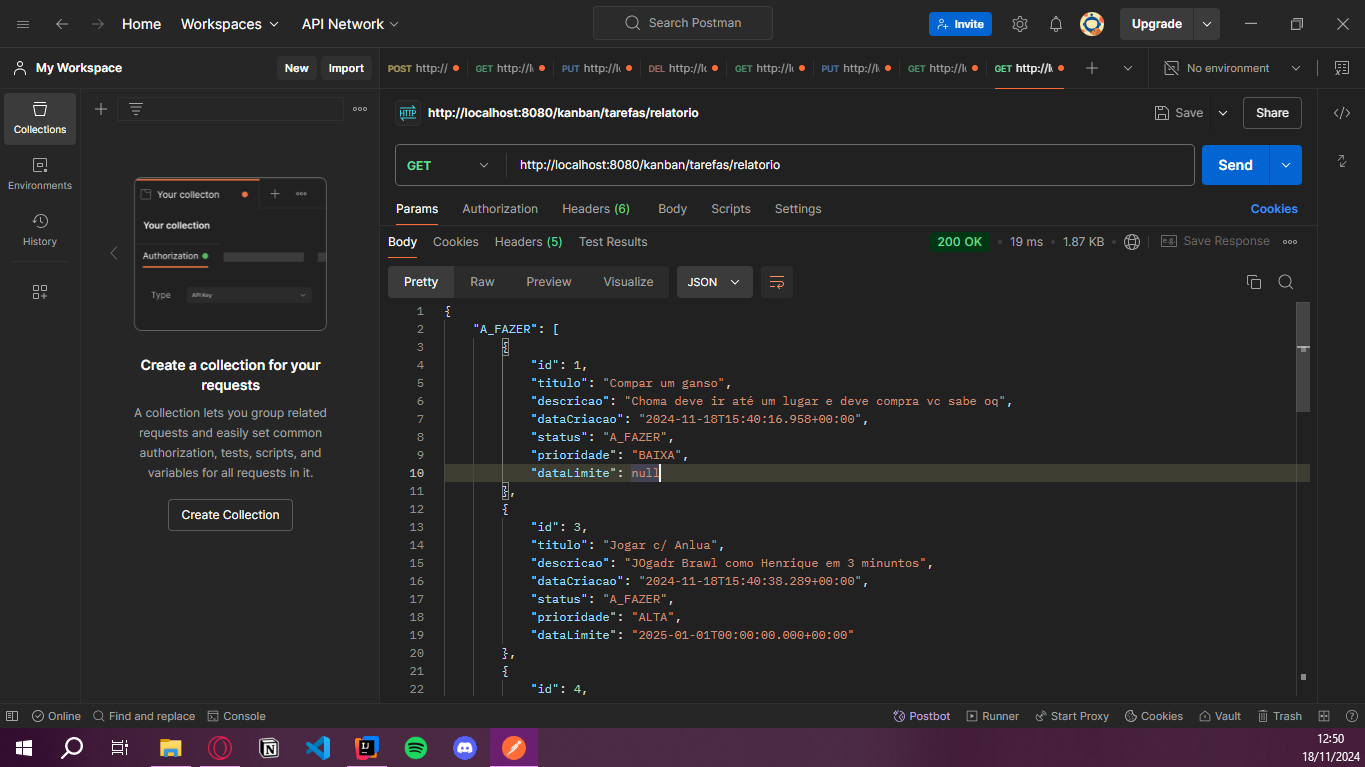 Home Workspaces API Network Search Postman Invite Upgrade
My Workspace New Import POST http:// GET http://l PUT http://l DEL http://l GET http://l PUT http://l GET http://l GET http://l No environment
Collections
Environments
History
Your collecton
Your collection
Authorization
Type API Key
Create a collection for your
requests
A collection lets you group related
requests and easily set common
authorization, tests, scripts, and
variables for all requests in it.
Create Collection
HTTP http://localhost:8080/kanban/tarefas/relatorio Save Share
GET http://localhost:8080/kanban/tarefas/relatorio Send
Params Authorization Headers (6) Body Scripts Settings Cookies
Body Cookies Headers (5) Test Results 200 OK • 19 ms • 1.87 KB • e.g. Save Response
Pretty Raw Preview Visualize JSON
1 {
2 "A_FAZER": [
3 {
4 "id": 1,
5 "titulo": "Compar um ganso",
6 "descricao": "Choma deve ir até um lugar e deve compra vc sabe oq",
7 "dataCriacao": "2024-11-18T15:40:16.958+00:00",
8 "status": "A_FAZER",
9 "prioridade": "BAIXA",
10 "dataLimite": null
11 },
12 {
13 "id": 3,
14 "titulo": "Jogar c/ Anlua",
15 "descricao": "JOgadr Brawl como Henrique em 3 minuntos",
16 "dataCriacao": "2024-11-18T15:40:38.289+00:00",
17 "status": "A_FAZER",
18 "prioridade": "ALTA",
19 "dataLimite": "2025-01-01T00:00:00.000+00:00"
20 },
21 {
22 "id": 4,
Online Find and replace Console Postbot Runner Start Proxy Cookies Vault Trash
12:50
18/11/2024